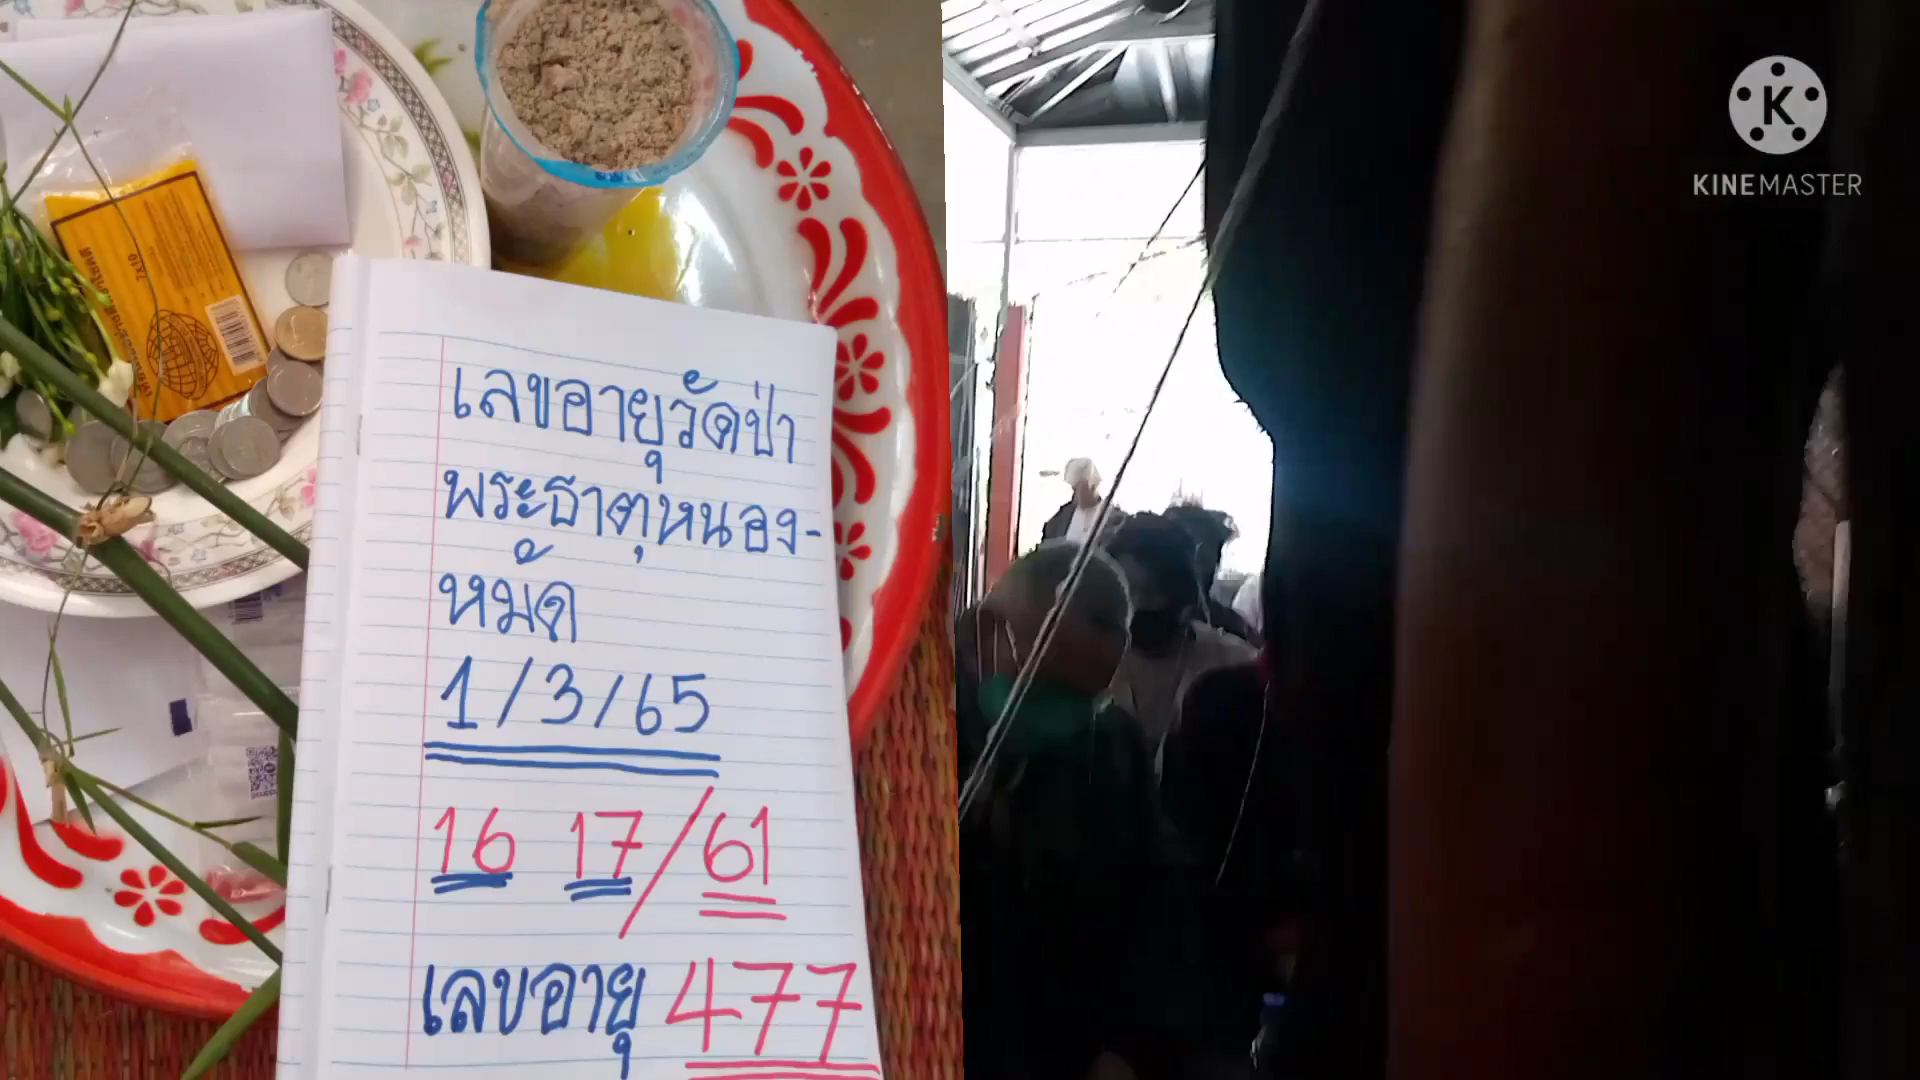 เลขอายุวัดป่า
พระธาตุหนอง-
หมัด
1/3/65
16 17/61
เลขอายุ 477
7X10
KINEMASTER